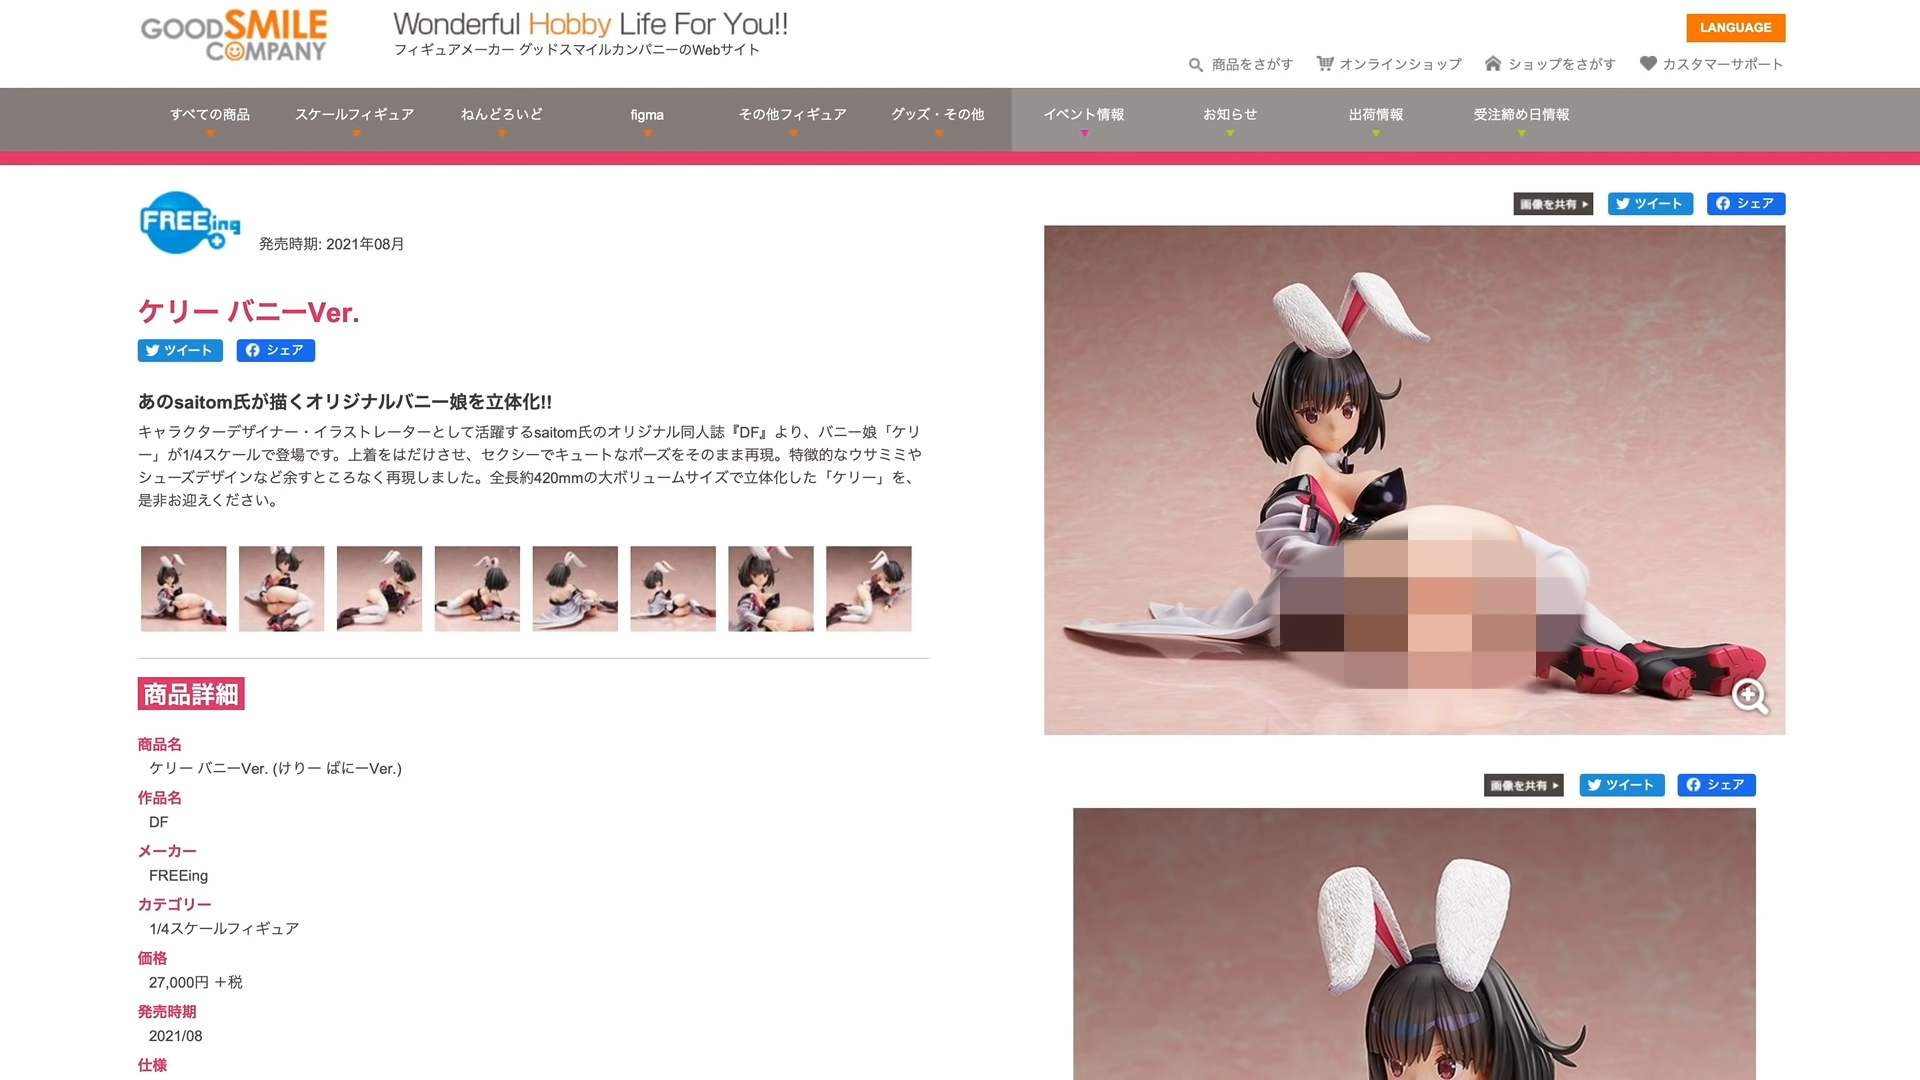 GOODSMILE
COMPANY
Wonderful Hobby Life For You!!
フィギュアメーカー グッドスマイルカンパニーのWebサイト
LANGUAGE
商品をさがす
オンラインショップ
ショップをさがす
カスタマーサポート
すべての商品
スケールフィギュア
ねんどろいど
figma
その他フィギュア
グッズ・その他
イベント情報
お知らせ
出荷情報
受注締め日情報
FREEing
発売時期: 2021年08月
ケリー バニーVer.
ツイート
シェア
あのsaitom氏が描くオリジナルバニー娘を立体化!!
キャラクターデザイナー・イラストレーターとして活躍するsaitom氏のオリジナル同人誌『DF』より、バニー娘「ケリ
ー」が1/4スケールで登場です。上着をはだけさせ、セクシーでキュートなポーズをそのまま再現。特徴的なウサミミや
シューズデザインなど余すところなく再現しました。全長約420mmの大ボリュームサイズで立体化した「ケリー」を、
是非お迎えください。
商品詳細
商品名
ケリー バニーVer. (けりー ばにーVer.)
作品名
DF
メーカー
FREEing
カテゴリー
1/4スケールフィギュア
価格
27,000円 +税
発売時期
2021/08
仕様
画像を共有
ツイート
シェア
画像を共有
ツイート
シェア